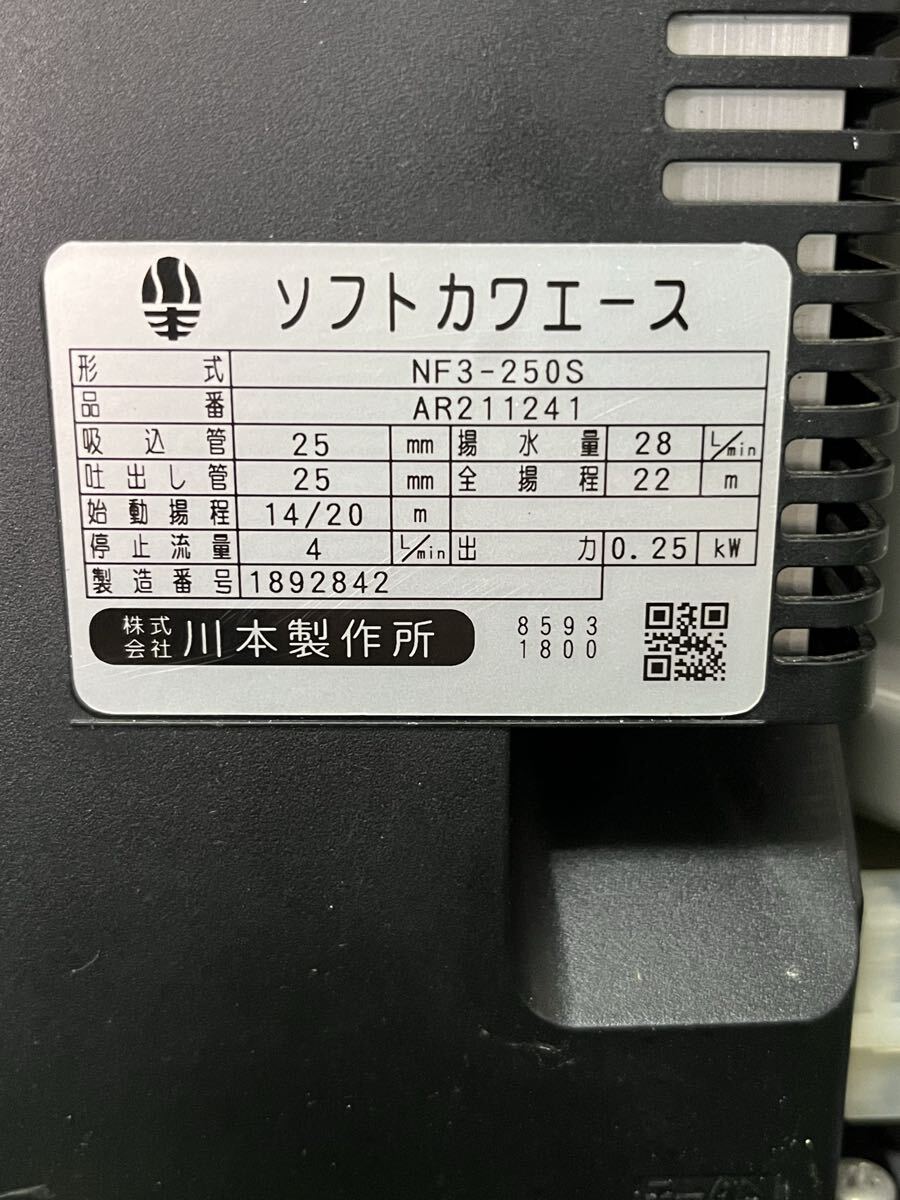 ソフトカワエース
形式 NF3-250S
品番 AR211241
吸込管 25 mm 揚水量 28 L/min
吐出し管 25 mm 全揚程 22 m
始動揚程 14/20 m
停止流量 4 L/min 出力 0.25 kW
製造番号 1892842
株式会社 川本製作所 8593
1800